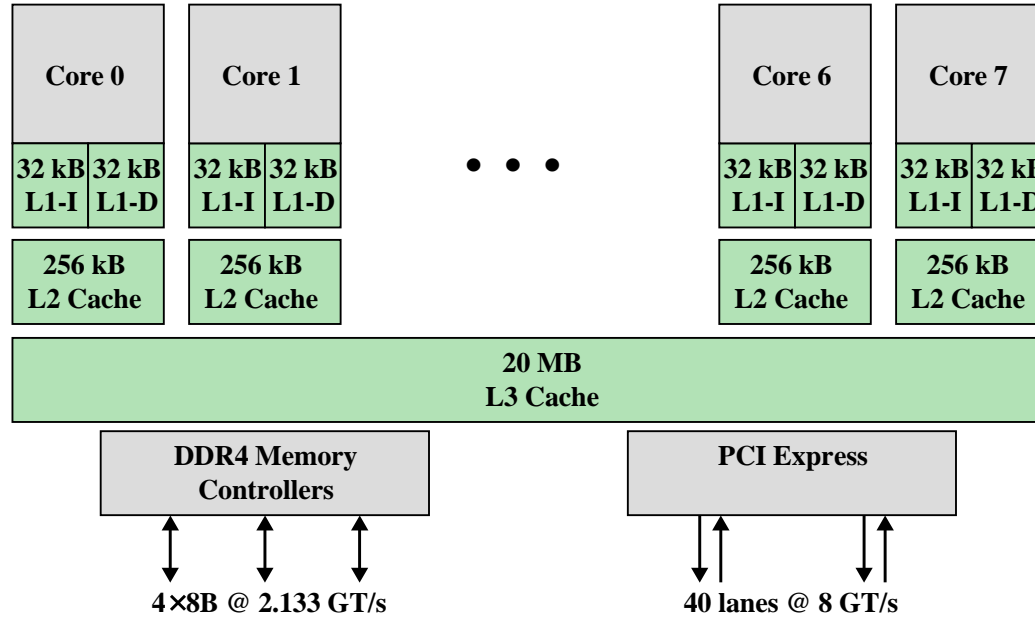 Core 0
Core 1
Core 6
Core 7
32 kB 32 kB
L1-I L1-D
32 kB 32 kB
L1-I L1-D
• • •
32 kB 32 kB
L1-I L1-D
32 kB 32 kB
L1-I L1-D
256 kB
L2 Cache
256 kB
L2 Cache
256 kB
L2 Cache
256 kB
L2 Cache
20 MB
L3 Cache
DDR4 Memory
Controllers
PCI Express
4×8B @ 2.133 GT/s
40 lanes @ 8 GT/s